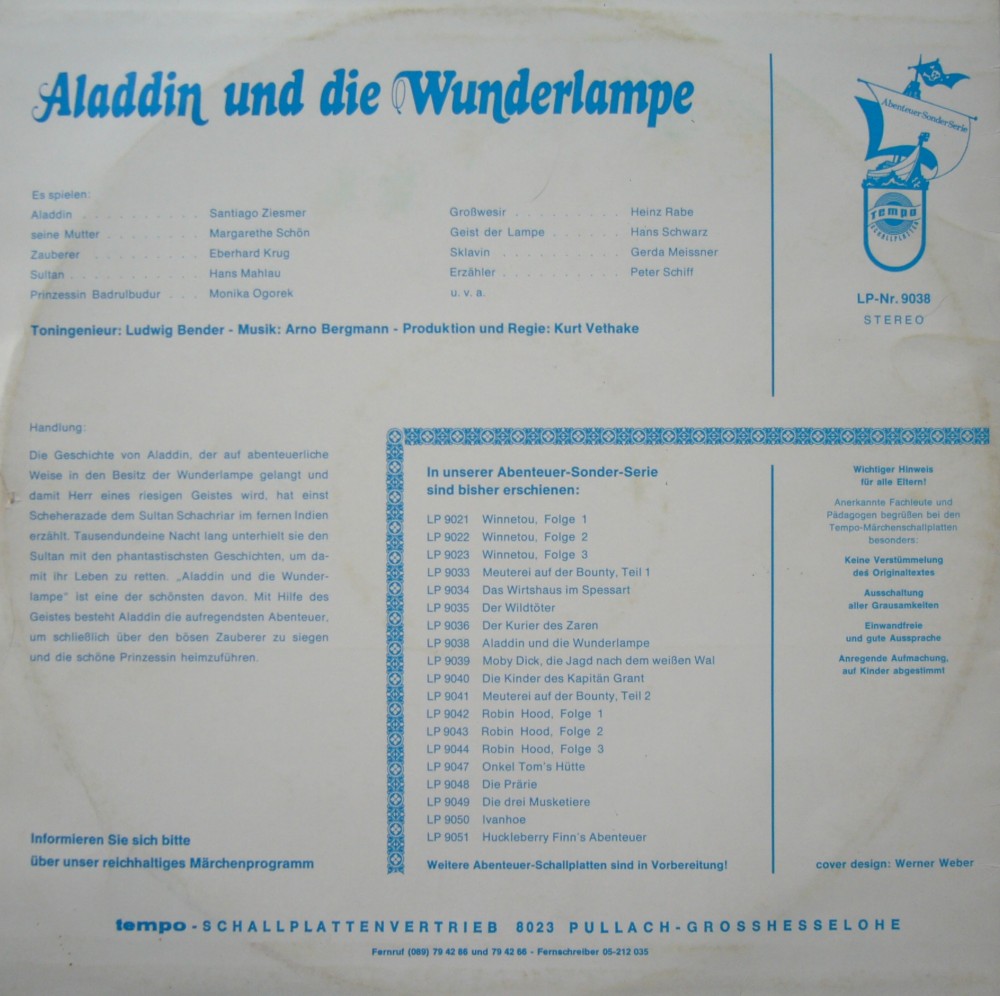 Aladdin und die Wunderlampe
Abenteuer Sonder Serie
Tempo
SCHALLPLATTEN
LP-Nr. 9038
STEREO
Es spielen:
Aladdin . . . . . . . . . . Santiago Ziesmer
seine Mutter . . . . . . . . Margarethe Schön
Zauberer . . . . . . . . . . Eberhard Krug
Sultan . . . . . . . . . . . Hans Mahlau
Prinzessin Badrulbudur . . . Monika Ogorek
Großwesir . . . . . . . . . Heinz Rabe
Geist der Lampe . . . . . . Hans Schwarz
Sklavin . . . . . . . . . . Gerda Meissner
Erzähler . . . . . . . . . . Peter Schiff
u. v. a.
Toningenieur: Ludwig Bender - Musik: Arno Bergmann - Produktion und Regie: Kurt Vethake
Handlung:
Die Geschichte von Aladdin, der auf abenteuerliche
Weise in den Besitz der Wunderlampe gelangt und
damit Herr eines riesigen Geistes wird, hat einst
Scheherazade dem Sultan Schachriar im fernen Indien
erzählt. Tausendundeine Nacht lang unterhielt sie den
Sultan mit den phantastischsten Geschichten, um da-
mit ihr Leben zu retten. „Aladdin und die Wunder-
lampe" ist eine der schönsten davon. Mit Hilfe des
Geistes besteht Aladdin die aufregendsten Abenteuer,
um schließlich über den bösen Zauberer zu siegen
und die schöne Prinzessin heimzuführen.
Informieren Sie sich bitte
über unser reichhaltiges Märchenprogramm
In unserer Abenteuer-Sonder-Serie
sind bisher erschienen:
LP 9021 Winnetou, Folge 1
LP 9022 Winnetou, Folge 2
LP 9023 Winnetou, Folge 3
LP 9033 Meuterei auf der Bounty, Teil 1
LP 9034 Das Wirtshaus im Spessart
LP 9035 Der Wildtöter
LP 9036 Der Kurier des Zaren
LP 9038 Aladdin und die Wunderlampe
LP 9039 Moby Dick, die Jagd nach dem weißen Wal
LP 9040 Die Kinder des Kapitän Grant
LP 9041 Meuterei auf der Bounty, Teil 2
LP 9042 Robin Hood, Folge 1
LP 9043 Robin Hood, Folge 2
LP 9044 Robin Hood, Folge 3
LP 9047 Onkel Tom's Hütte
LP 9048 Die Prärie
LP 9049 Die drei Musketiere
LP 9050 Ivanhoe
LP 9051 Huckleberry Finn's Abenteuer
Weitere Abenteuer-Schallplatten sind in Vorbereitung!
Wichtiger Hinweis
für alle Eltern!
Anerkannte Fachleute und
Pädagogen begrüßen bei den
Tempo-Märchenschallplatten
besonders:
Keine Verstümmelung
des Originaltextes
Ausschaltung
aller Grausamkeiten
Einwandfreie
und gute Aussprache
Anregende Aufmachung,
auf Kinder abgestimmt
cover design: Werner Weber
tempo - SCHALLPLATTENVERTRIEB 8023 PULLACH-GROSSHESSELOHE
Fernruf (089) 79 42 86 und 79 42 66 - Fernschreiber 05-212 035